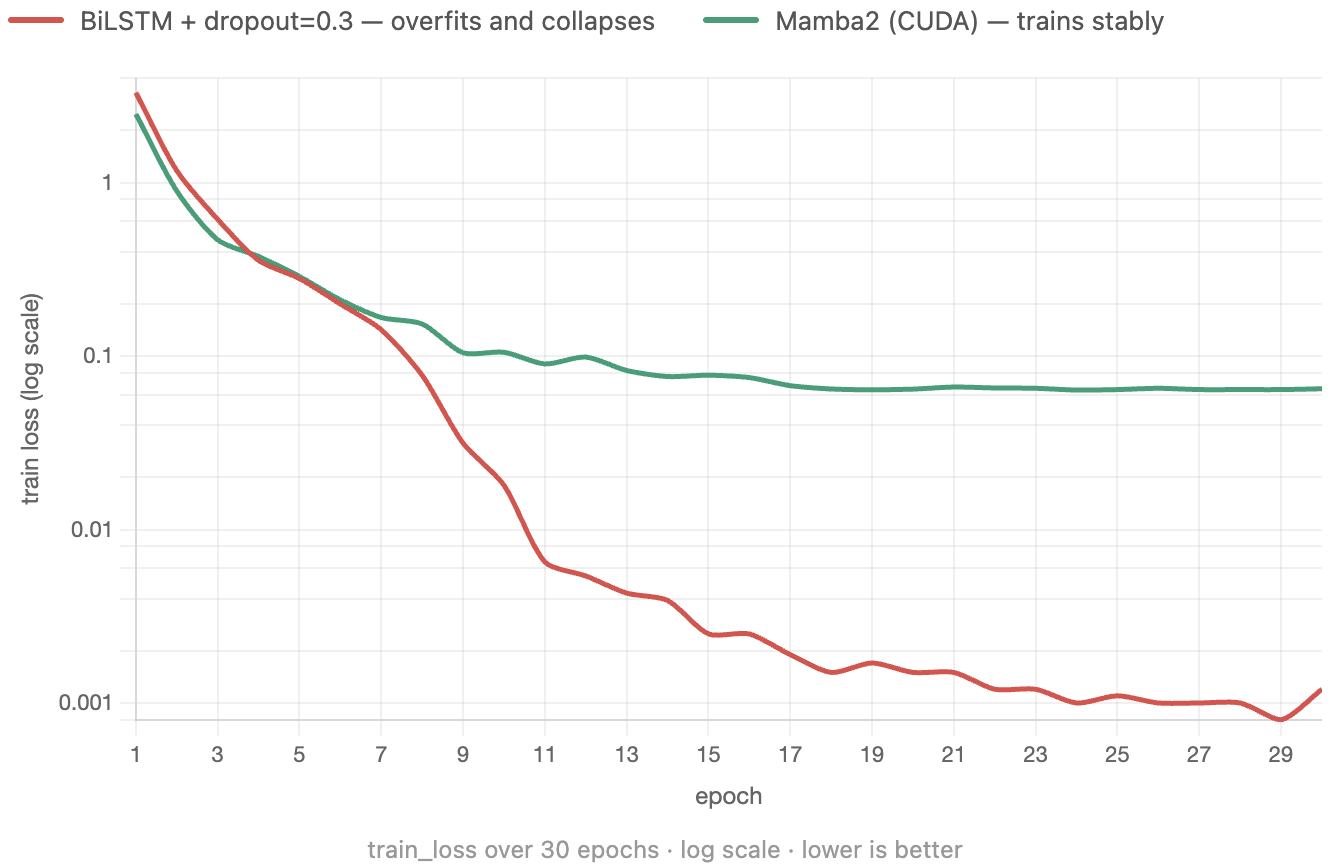 BiLSTM + dropout=0.3 — overfits and collapses
Mamba2 (CUDA) — trains stably
train loss (log scale)
1
0.1
0.01
0.001
1 3 5 7 9 11 13 15 17 19 21 23 25 27 29
epoch
train_loss over 30 epochs · log scale · lower is better